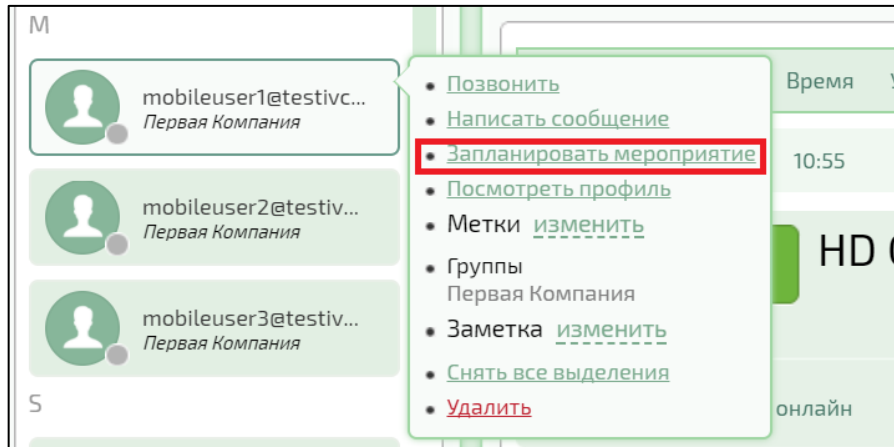 M
mobileuser1@testivc...
Первая Компания
mobileuser2@testiv...
Первая Компания
mobileuser3@testiv...
Первая Компания
S
Позвонить
Написать сообщение
Запланировать мероприятие
Посмотреть профиль
Метки изменить
Группы
Первая Компания
Заметка изменить
Снять все выделения
Удалить
Время
10:55
HD
онлайн